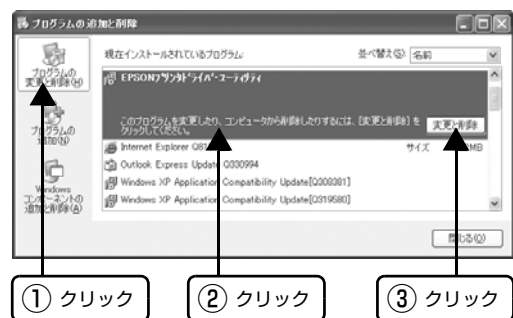 プログラムの追加と削除
現在インストールされているプログラム:
並べ替え(S): 名前
プログラムの
変更と削除(H)
EPSONプリンタドライバ・ユーティリティ
このプログラムを変更したり、コンピュータから削除したりするには、[変更と削除] を
クリックしてください。
変更と削除
プログラムの
追加(N)
Internet Explorer Q81
サイズ
MB
Outlook Express Update Q330994
Windows XP Application Compatibility Update[Q308381]
Windows XP Application Compatibility Update[Q319580]
Windows
コンポーネントの
追加と削除(A)
閉じる(C)
① クリック
② クリック
③ クリック